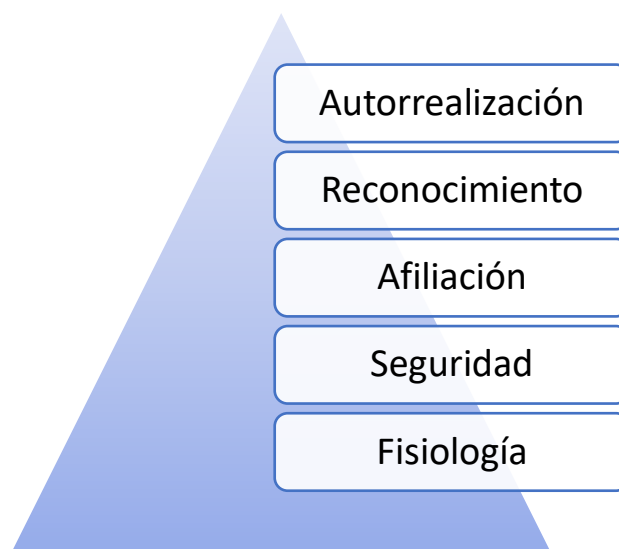 Autorrealización
Reconocimiento
Afiliación
Seguridad
Fisiología